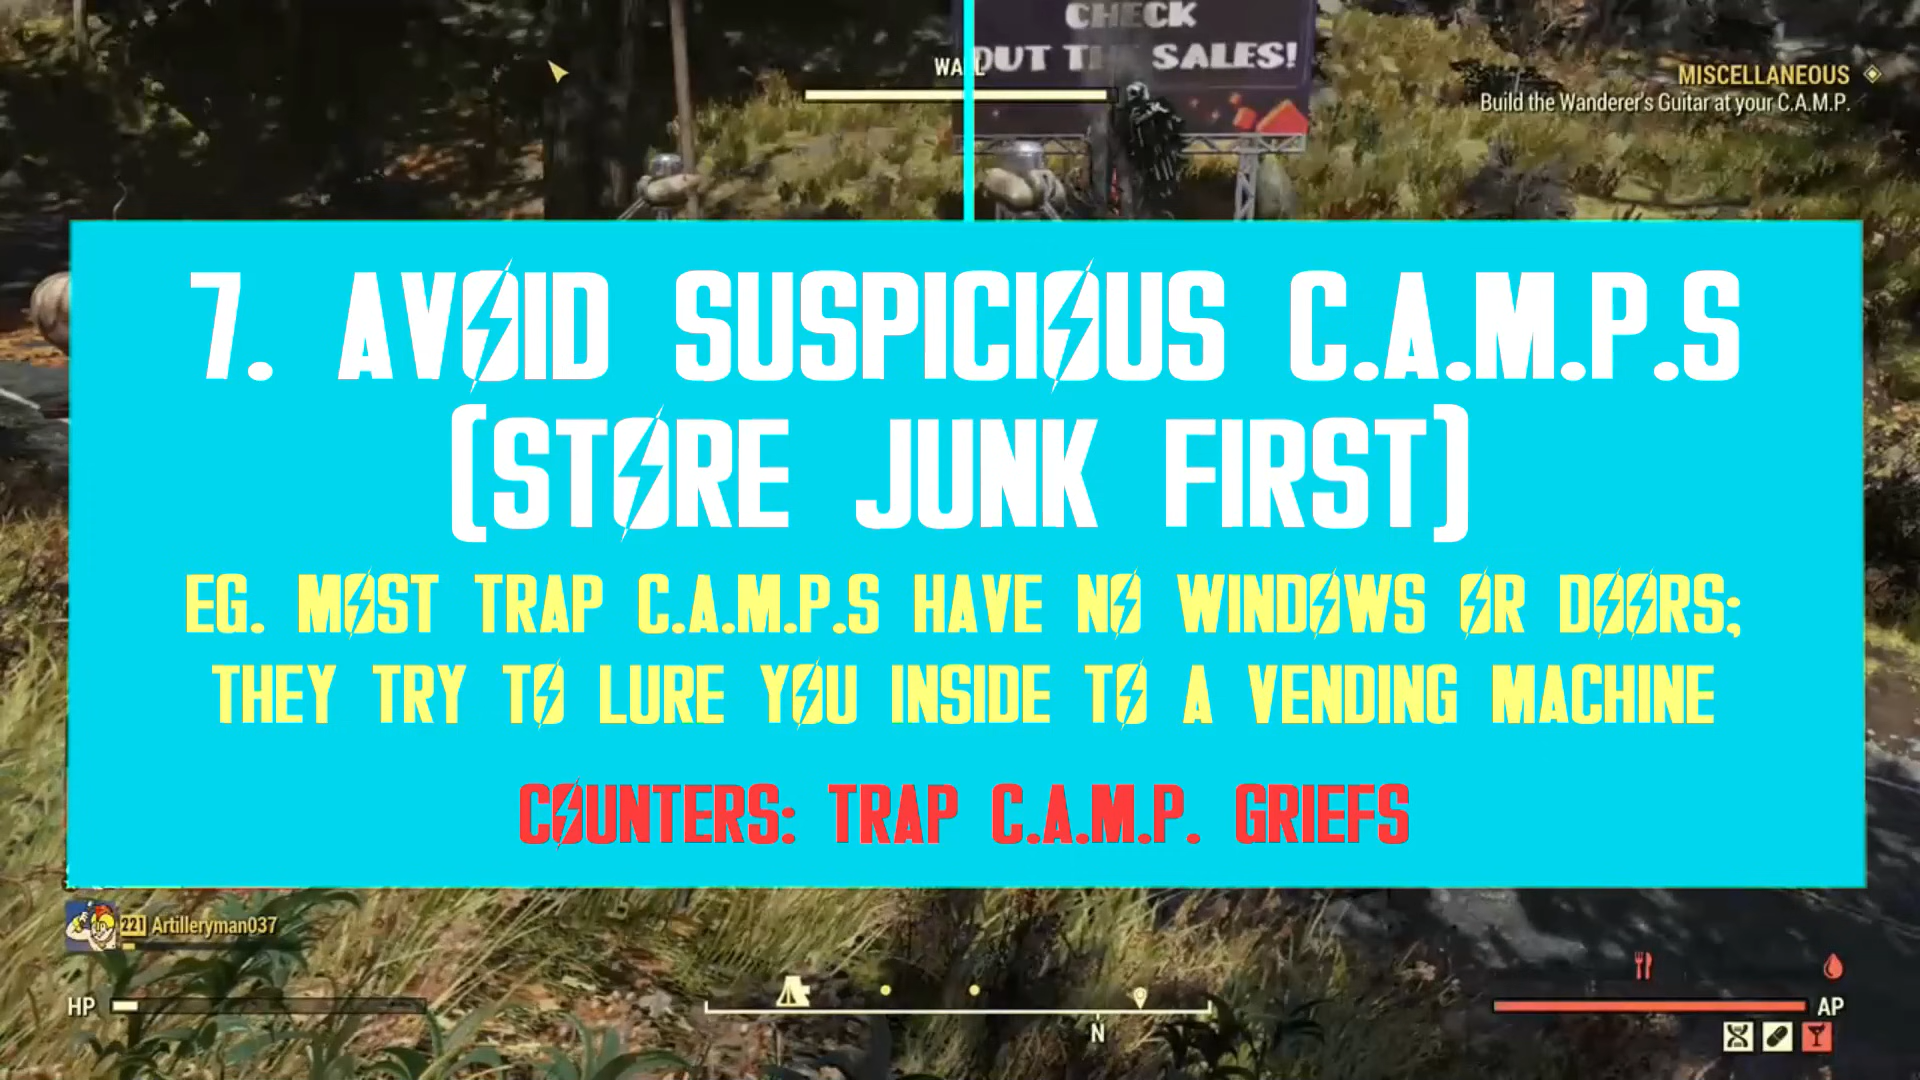 CHECK
OUT THE SALES!
MISCELLANEOUS
Build the Wanderer's Guitar at your C.A.M.P.
7. AVOID SUSPICIOUS C.A.M.P.S
(STORE JUNK FIRST)
EG. MOST TRAP C.A.M.P.S HAVE NO WINDOWS OR DOORS;
THEY TRY TO LURE YOU INSIDE TO A VENDING MACHINE
COUNTERS: TRAP C.A.M.P. GRIEFS
221 Artilleryman037
HP
N
AP